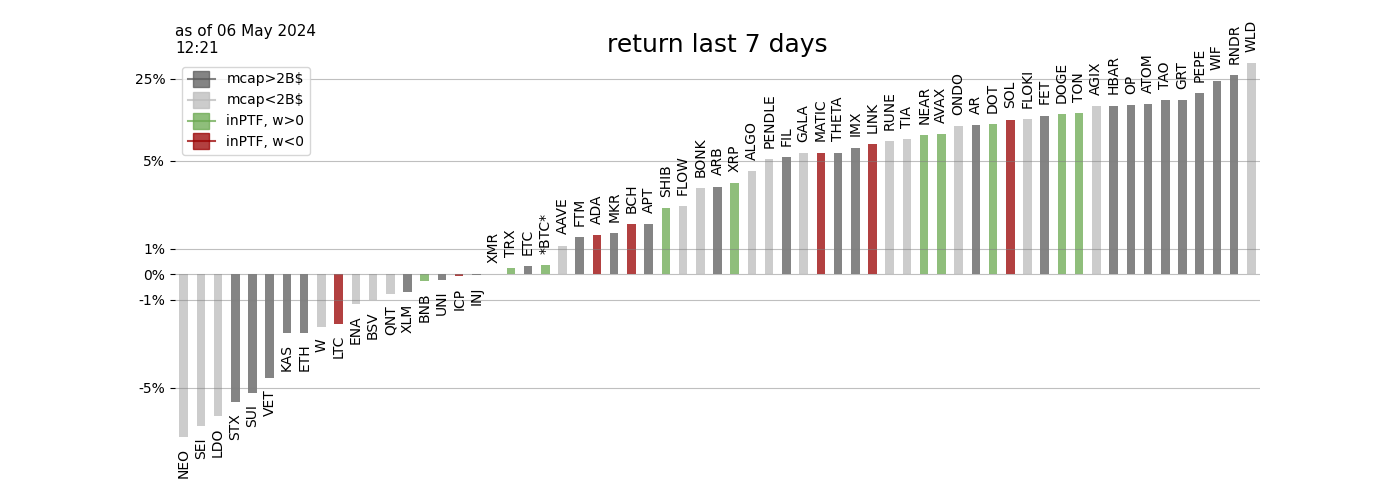 as of 06 May 2024
12:21
return last 7 days
mcap>2B$
mcap<2B$
inPTF, w>0
inPTF, w<0
25%
5%
1%
0%
-1%
-5%
NEO
SEI
LDO
STX
SUI
VET
KAS
ETH
W
LTC
ENA
BSV
QNT
XLM
BNB
UNI
ICP
INJ
XMR
TRX
ETC
*BTC*
AAVE
FTM
ADA
MKR
BCH
APT
SHIB
FLOW
BONK
ARB
XRP
ALGO
PENDLE
FIL
GALA
MATIC
THETA
IMX
LINK
RUNE
TIA
NEAR
AVAX
ONDO
AR
DOT
SOL
FLOKI
FET
DOGE
TON
AGIX
HBAR
OP
ATOM
TAO
GRT
PEPE
WIF
RNDR
WLD